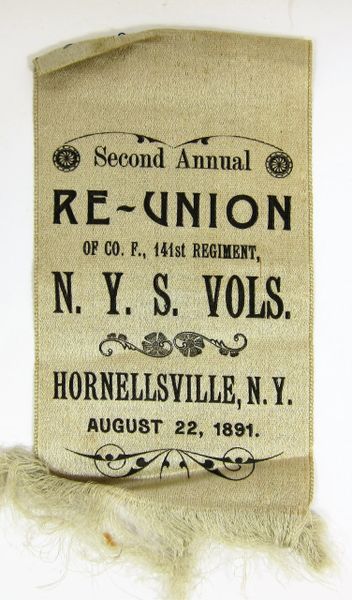 Second Annual
RE-UNION
OF CO. F., 141st REGIMENT,
N. Y. S. VOLS.
HORNELLSVILLE, N.Y.
AUGUST 22, 1891.